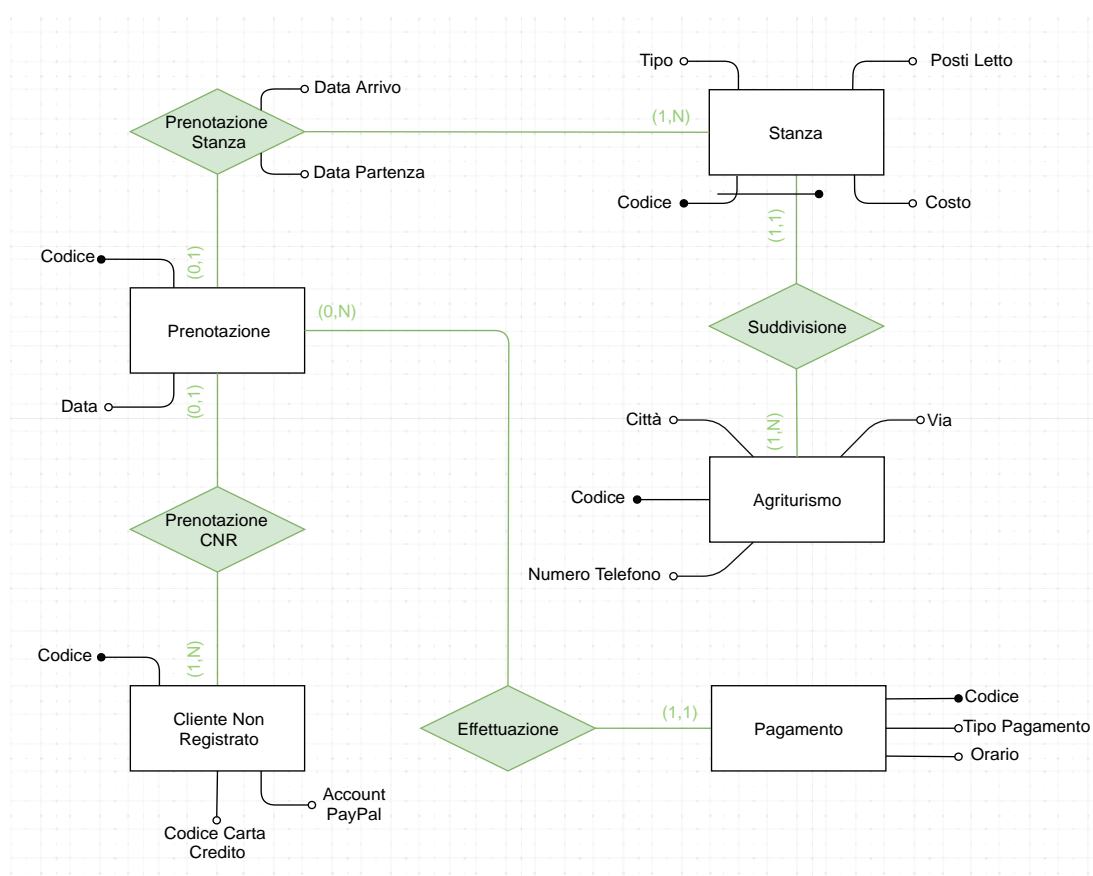 Tipo
Posti Letto
Data Arrivo
Prenotazione
Stanza
(1,N)
Stanza
Data Partenza
Codice
Costo
(1,1)
Codice
(0,1)
(0,N)
Prenotazione
Suddivisione
Data
(0,1)
Città
(1,N)
Via
Codice
Agriturismo
Prenotazione
CNR
Numero Telefono
Codice
(1,N)
Cliente Non
Registrato
Effettuazione
(1,1)
Pagamento
Codice
Tipo Pagamento
Orario
Account
PayPal
Codice Carta
Credito